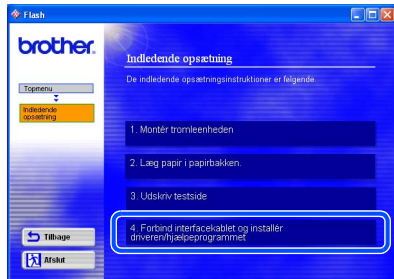 Flash
brother.
Indledende opsætning
De indledende opsætningsinstruktioner er følgende.
Topmenu
Indledende
opsætning
1. Montér tromleenheden
2. Læg papir i papirbakken.
3. Udskriv testside
4. Forbind interfacekablet og installér
driveren/hjælpeprogrammet
Tilbage
Afslut